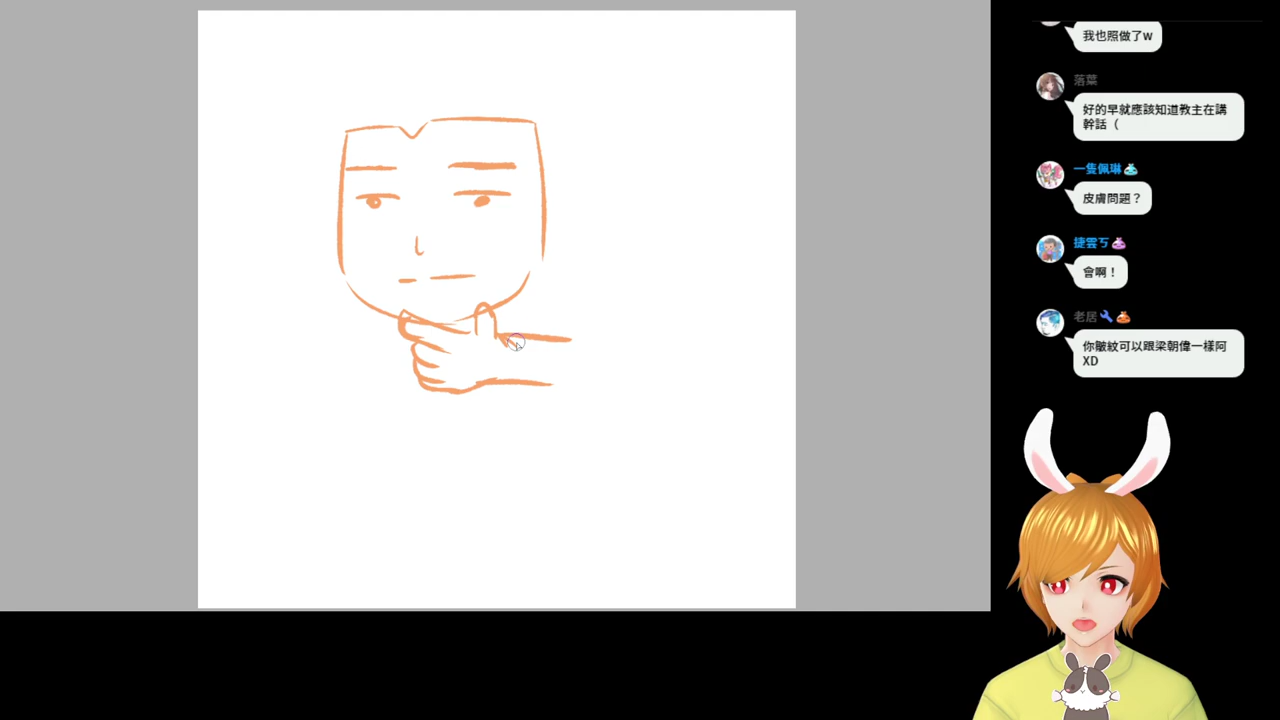 我也照做了w
落葉
好的早就應該知道教主在講
幹話（
一隻佩琳
皮膚問題？
捷雲ㄎ
會啊！
老居
你皺紋可以跟梁朝偉一樣阿
XD